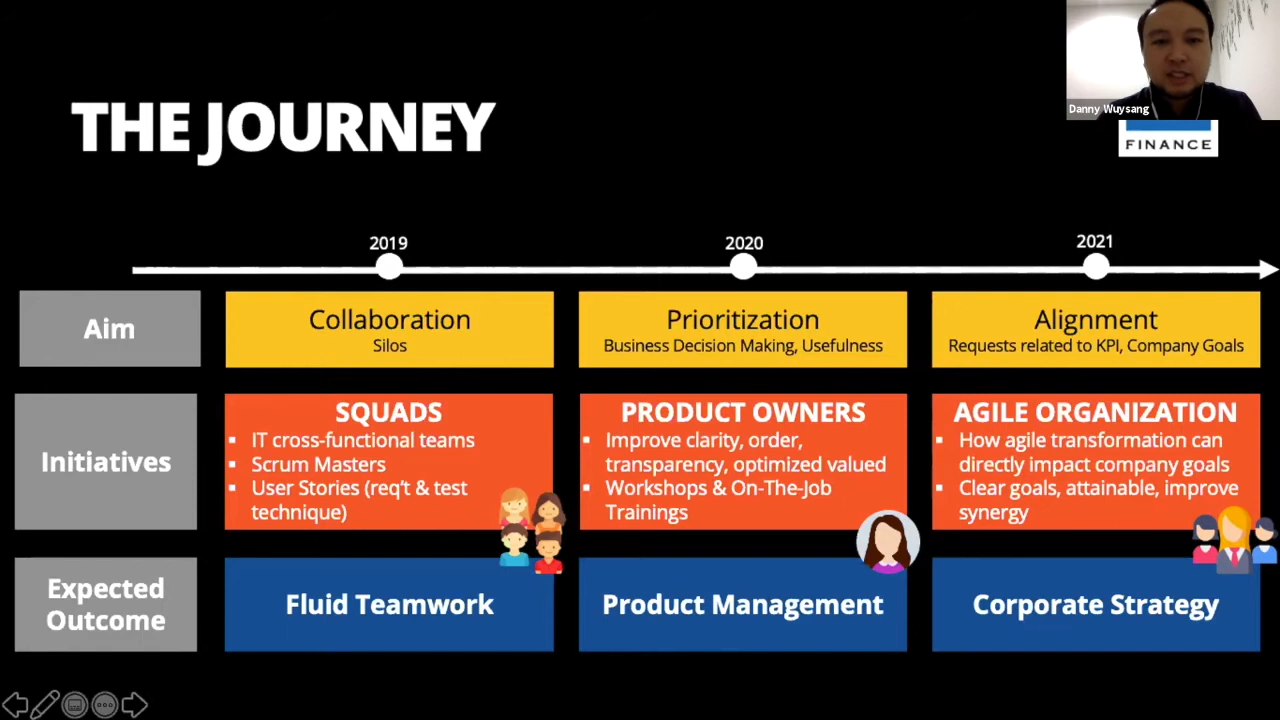 THE JOURNEY
Danny Wuysang
FINANCE
2019
2020
2021
Aim
Collaboration
Silos
Prioritization
Business Decision Making, Usefulness
Alignment
Requests related to KPI, Company Goals
Initiatives
SQUADS
▪ IT cross-functional teams
▪ Scrum Masters
▪ User Stories (req't & test
technique)
PRODUCT OWNERS
▪ Improve clarity, order,
transparency, optimized valued
▪ Workshops & On-The-Job
Trainings
AGILE ORGANIZATION
▪ How agile transformation can
directly impact company goals
▪ Clear goals, attainable, improve
synergy
Expected
Outcome
Fluid Teamwork
Product Management
Corporate Strategy